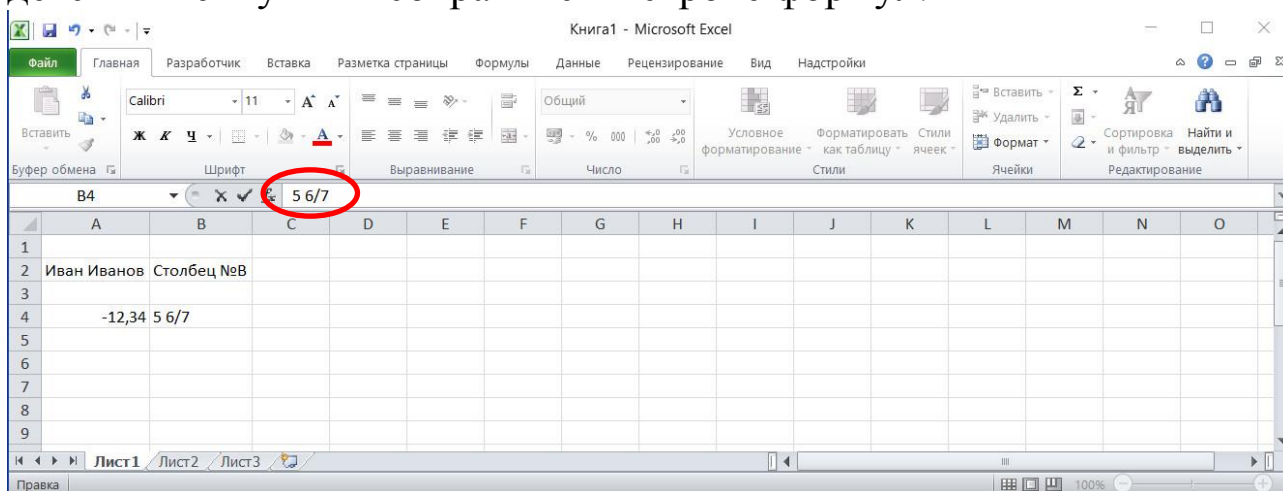 Книга1 - Microsoft Excel
Файл Главная Разработчик Вставка Разметка страницы Формулы Данные Рецензирование Вид Надстройки
Calibri 11 A A Общий Вставить Σ
Удалить
Вставить Ж К Ч A % 000 Условное форматирование Форматировать как таблицу Стили ячеек Формат Сортировка и фильтр Найти и выделить
Буфер обмена Шрифт Выравнивание Число Стили Ячейки Редактирование
B4 fx 5 6/7
A B C D E F G H I J K L M N O
1
2 Иван Иванов Столбец №В
3
4 -12,34 5 6/7
5
6
7
8
9
Лист1 Лист2 Лист3
Правка 100%